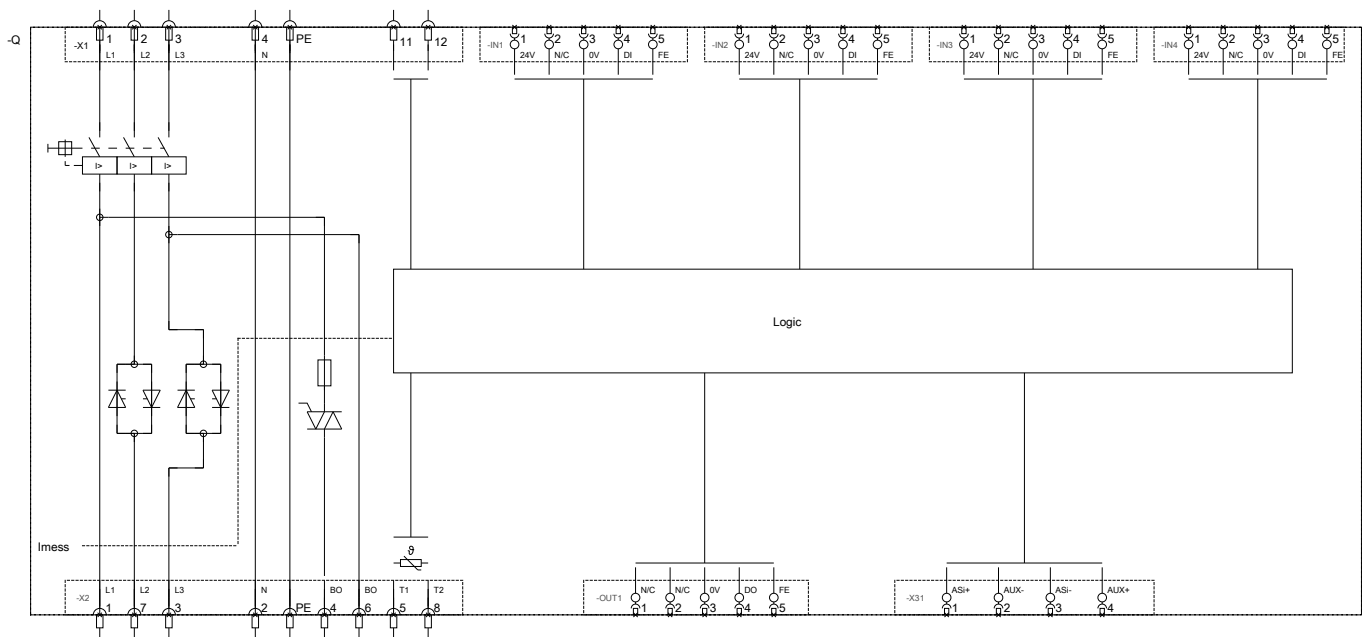 -Q
-X1 1 2 3 4 PE 11 12
L1 L2 L3 N
-IN1 1 2 3 4 5
24V N/C 0V DI FE
-IN2 1 2 3 4 5
24V N/C 0V DI FE
-IN3 1 2 3 4 5
24V N/C 0V DI FE
-IN4 1 2 3 4 5
24V N/C 0V DI FE
I> I> I>
Logic
Imess
ϑ
L1 L2 L3 N BO BO T1 T2
-X2 1 7 3 2 PE 4 6 5 8
N/C N/C 0V DO FE
-OUT1 1 2 3 4 5
ASi+ AUX- ASi- AUX+
-X31 1 2 3 4